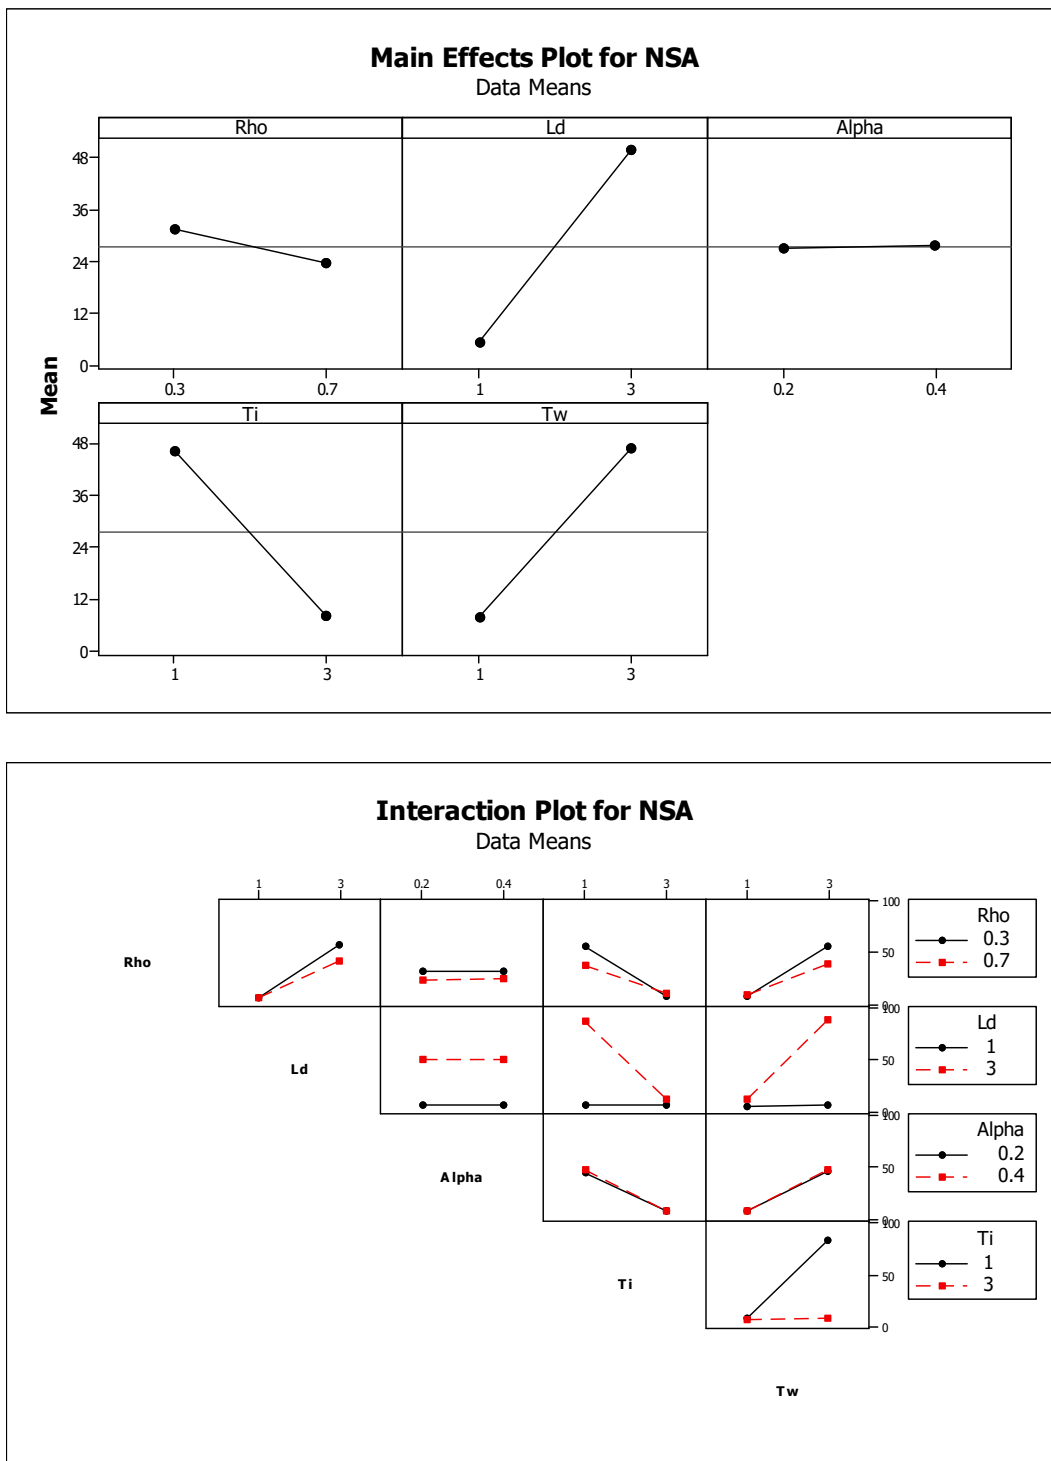 Main Effects Plot for NSA
Data Means
Rho Ld Alpha
48
36
24
12
0
0.3 0.7 1 3 0.2 0.4
Mean
Ti Tw
48
36
24
12
0
1 3 1 3
Interaction Plot for NSA
Data Means
1 3 0.2 0.4 1 3 1 3
Rho
100
50
0
Rho
0.3
0.7
Ld
100
50
0
Ld
1
3
Alpha
100
50
0
Alpha
0.2
0.4
Ti
100
50
0
Ti
1
3
Tw